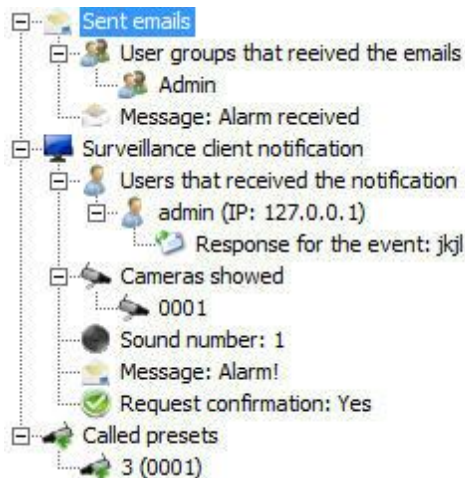 Sent emails
User groups that reeived the emails
Admin
Message: Alarm received
Surveillance client notification
Users that received the notification
admin (IP: 127.0.0.1)
Response for the event: jkjl
Cameras showed
0001
Sound number: 1
Message: Alarm!
Request confirmation: Yes
Called presets
3 (0001)